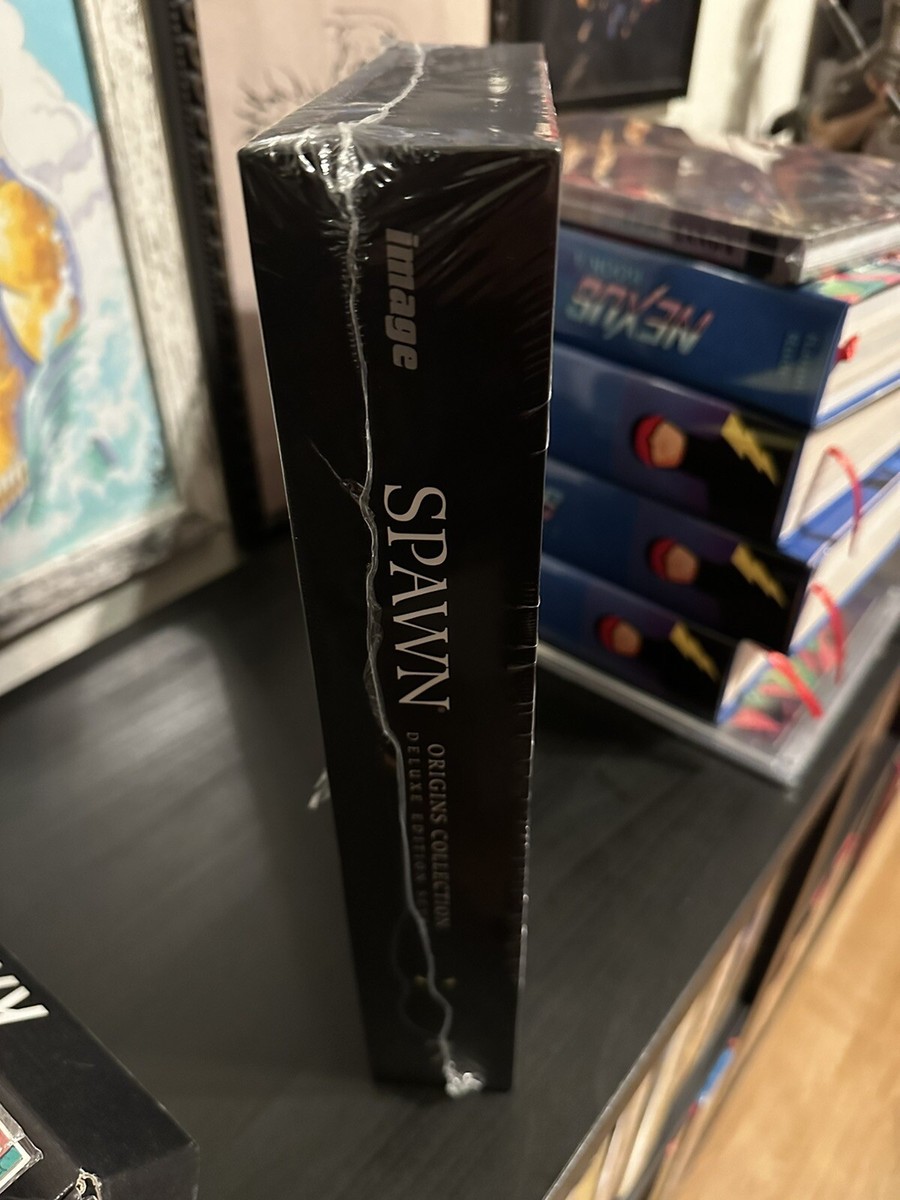 image
SPAWN
ORIGINS COLLECTION
DELUXE EDITION
NEXUS